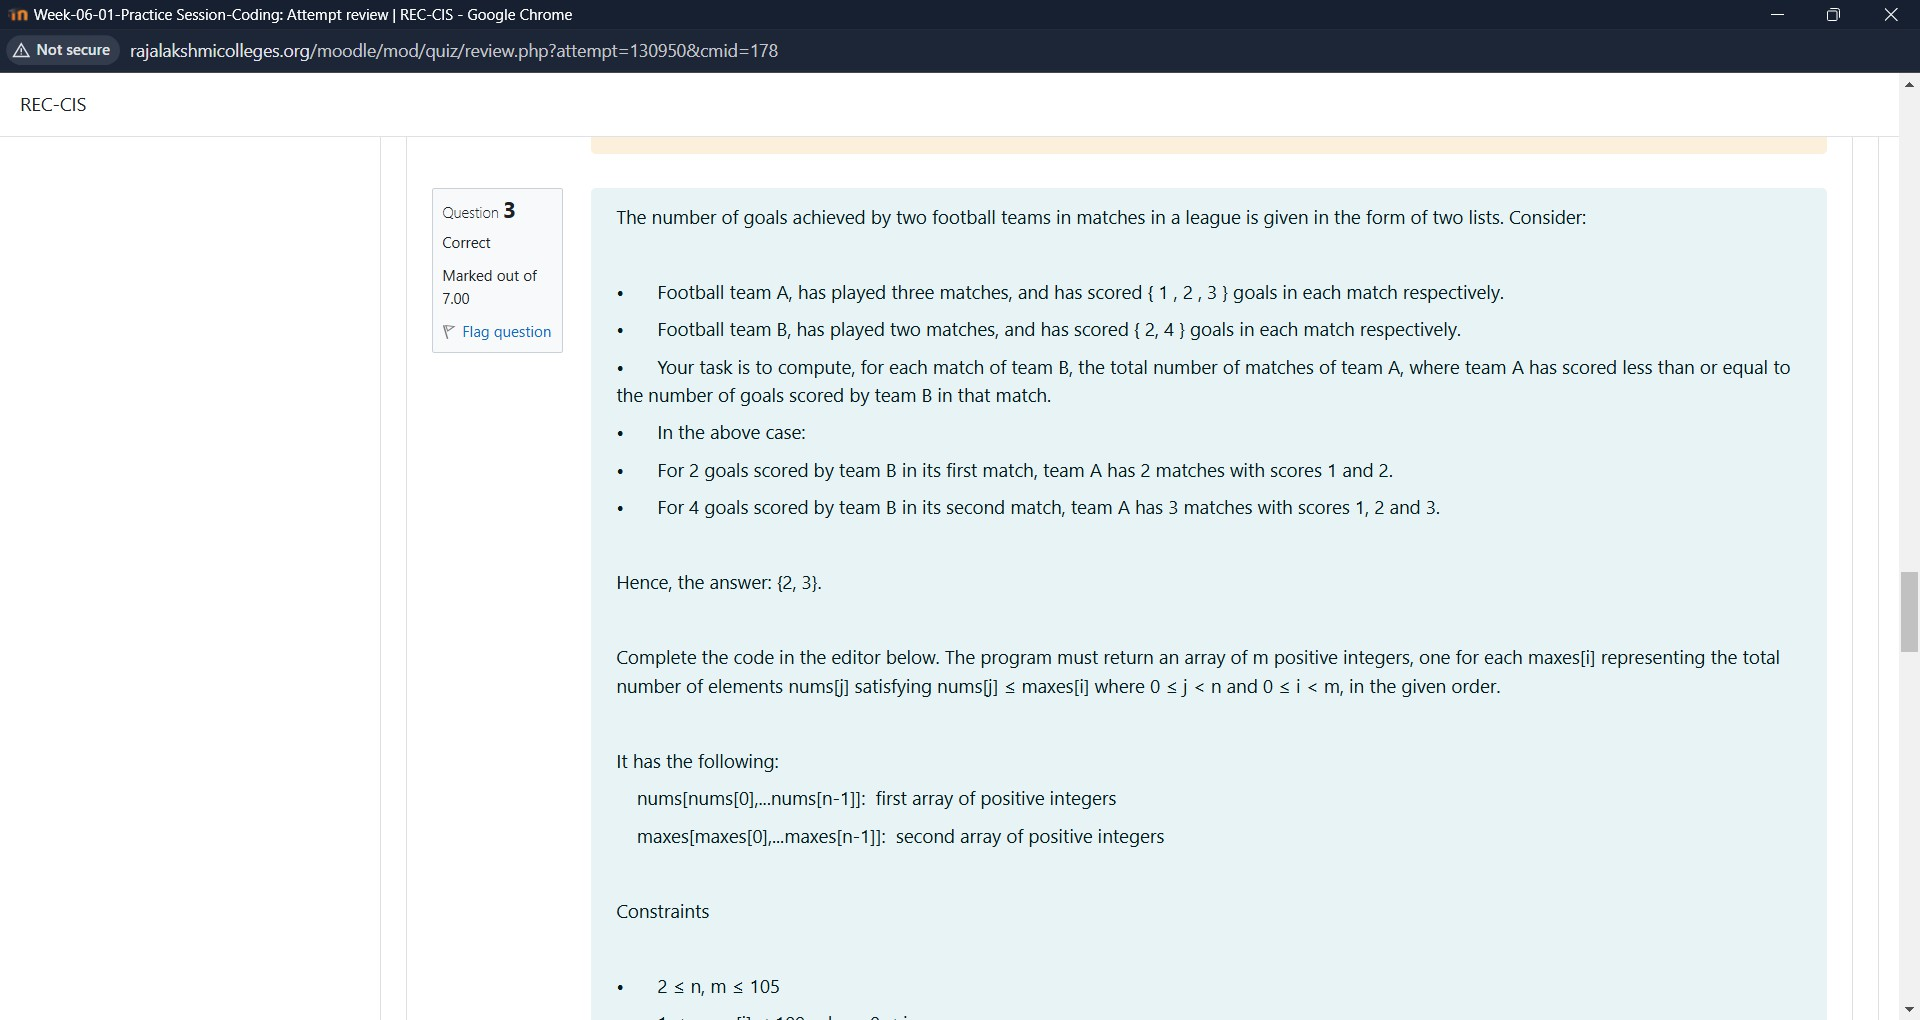 Week-06-01-Practice Session-Coding: Attempt review | REC-CIS - Google Chrome
Not secure rajalakshmicolleges.org/moodle/mod/quiz/review.php?attempt=130950&cmid=178
REC-CIS
Question 3
Correct
Marked out of
7.00
Flag question
The number of goals achieved by two football teams in matches in a league is given in the form of two lists. Consider:
• Football team A, has played three matches, and has scored { 1 , 2 , 3 } goals in each match respectively.
• Football team B, has played two matches, and has scored { 2, 4 } goals in each match respectively.
• Your task is to compute, for each match of team B, the total number of matches of team A, where team A has scored less than or equal to
the number of goals scored by team B in that match.
• In the above case:
• For 2 goals scored by team B in its first match, team A has 2 matches with scores 1 and 2.
• For 4 goals scored by team B in its second match, team A has 3 matches with scores 1, 2 and 3.
Hence, the answer: {2, 3}.
Complete the code in the editor below. The program must return an array of m positive integers, one for each maxes[i] representing the total
number of elements nums[j] satisfying nums[j] ≤ maxes[i] where 0 ≤ j < n and 0 ≤ i < m, in the given order.
It has the following:
nums[nums[0],...nums[n-1]]: first array of positive integers
maxes[maxes[0],...maxes[n-1]]: second array of positive integers
Constraints
• 2 ≤ n, m ≤ 105